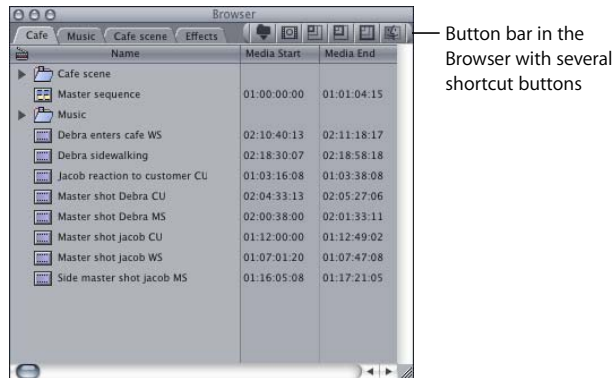 Browser
Cafe Music Cafe scene Effects
Name Media Start Media End
Cafe scene
Master sequence 01:00:00:00 01:01:04:15
Music
Debra enters cafe WS 02:10:40:13 02:11:18:17
Debra sidewalking 02:18:30:07 02:18:58:18
Jacob reaction to customer CU 01:03:16:08 01:03:38:08
Master shot Debra CU 02:04:33:13 02:05:27:06
Master shot Debra MS 02:00:38:00 02:01:33:11
Master shot jacob CU 01:12:00:00 01:12:49:02
Master shot jacob WS 01:07:01:20 01:07:47:08
Side master shot jacob MS 01:16:05:08 01:17:21:05
Button bar in the
Browser with several
shortcut buttons